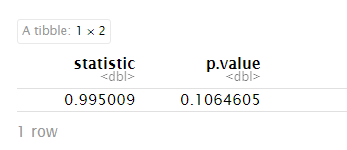 A tibble: 1 × 2
statistic p.value
<dbl> <dbl>
0.995009 0.1064605
1 row